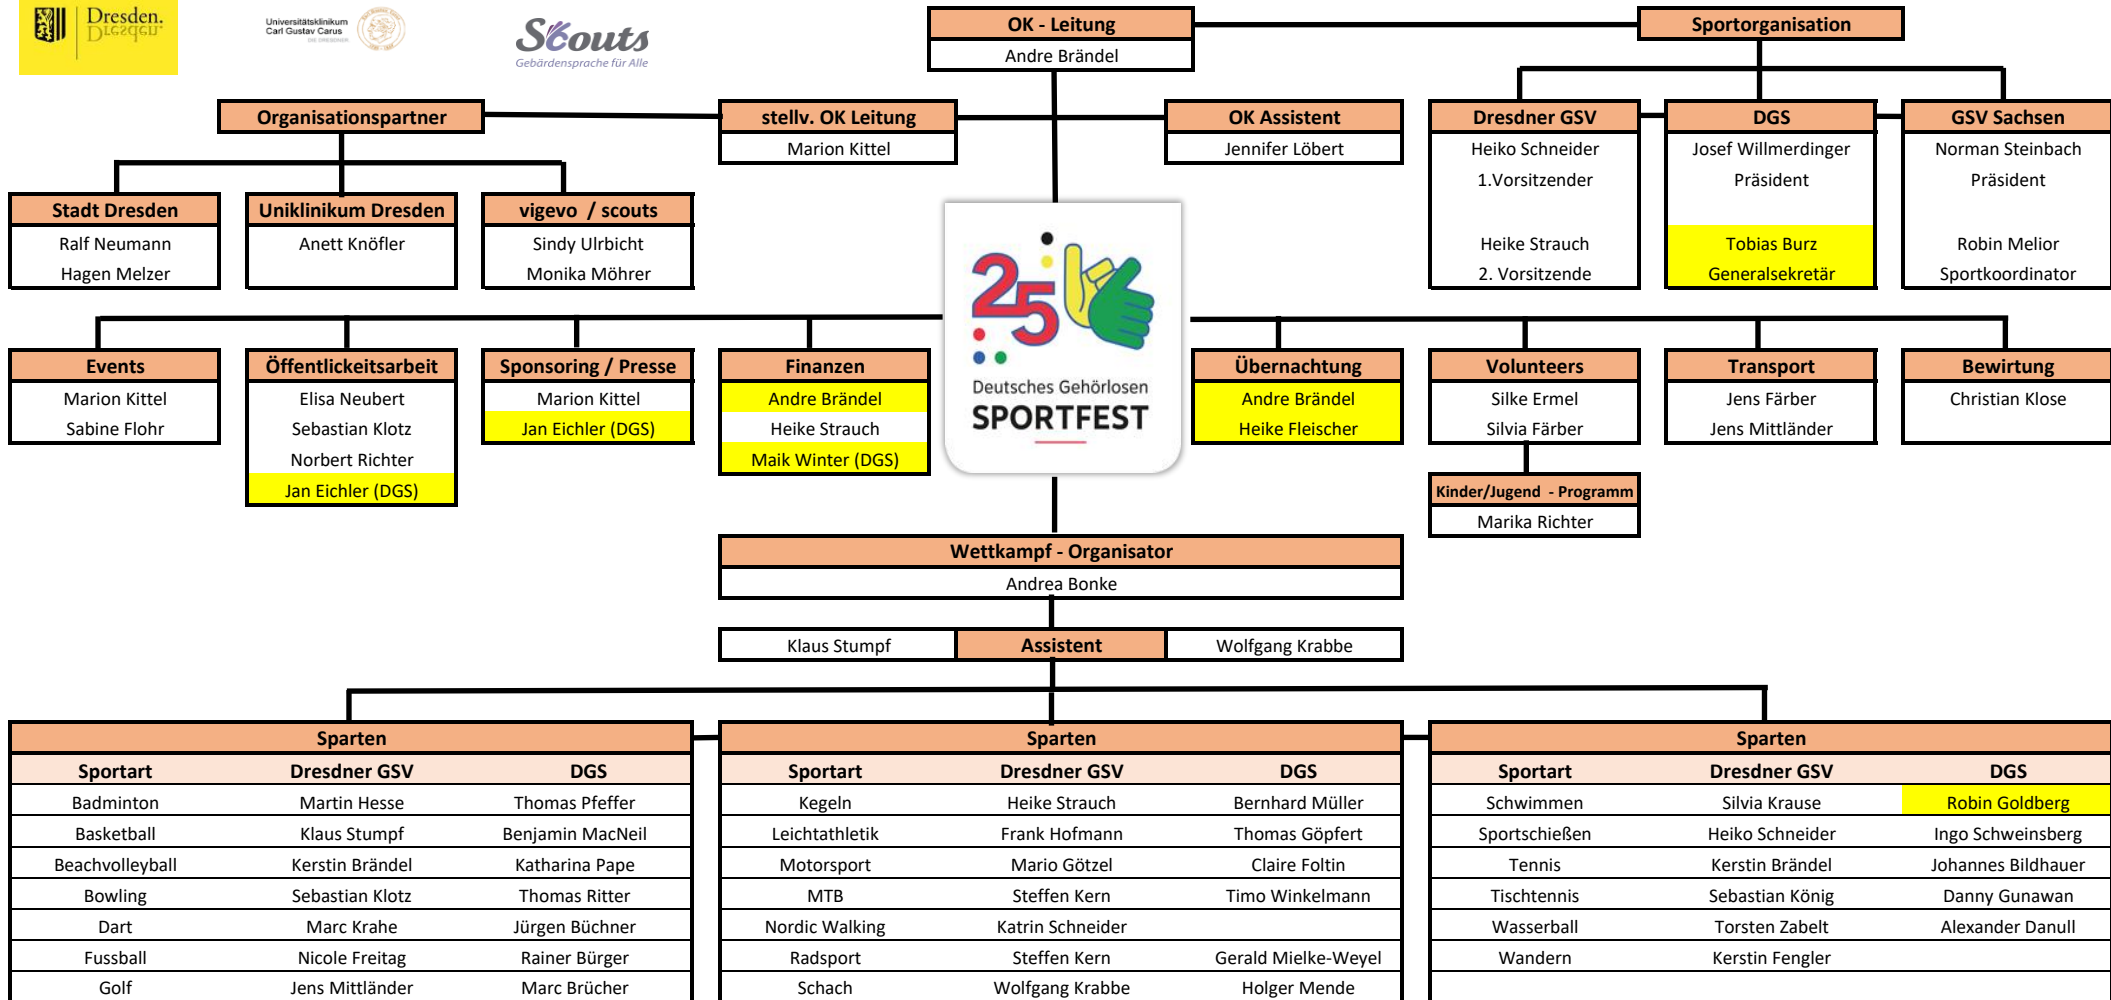 Dresden.
Dresden.
Universitätsklinikum
Carl Gustav Carus
DIE DRESDNER.
Scouts
Gebärdensprache für Alle
OK - Leitung
Andre Brändel
Sportorganisation
Organisationspartner
stellv. OK Leitung
Marion Kittel
OK Assistent
Jennifer Löbert
Dresdner GSV
Heiko Schneider
1.Vorsitzender
Heike Strauch
2. Vorsitzende
DGS
Josef Willmerdinger
Präsident
Tobias Burz
Generalsekretär
GSV Sachsen
Norman Steinbach
Präsident
Robin Melior
Sportkoordinator
Stadt Dresden
Ralf Neumann
Hagen Melzer
Uniklinikum Dresden
Anett Knöfler
vigevo / scouts
Sindy Ulrbicht
Monika Möhrer
25
Deutsches Gehörlosen
SPORTFEST
Events
Marion Kittel
Sabine Flohr
Öffentlickeitsarbeit
Elisa Neubert
Sebastian Klotz
Norbert Richter
Jan Eichler (DGS)
Sponsoring / Presse
Marion Kittel
Jan Eichler (DGS)
Finanzen
Andre Brändel
Heike Strauch
Maik Winter (DGS)
Übernachtung
Andre Brändel
Heike Fleischer
Volunteers
Silke Ermel
Silvia Färber
Transport
Jens Färber
Jens Mittländer
Bewirtung
Christian Klose
Kinder/Jugend - Programm
Marika Richter
Wettkampf - Organisator
Andrea Bonke
Klaus Stumpf Assistent Wolfgang Krabbe
Sparten
Sportart Dresdner GSV DGS
Badminton Martin Hesse Thomas Pfeffer
Basketball Klaus Stumpf Benjamin MacNeil
Beachvolleyball Kerstin Brändel Katharina Pape
Bowling Sebastian Klotz Thomas Ritter
Dart Marc Krahe Jürgen Büchner
Fussball Nicole Freitag Rainer Bürger
Golf Jens Mittländer Marc Brücher
Sparten
Sportart Dresdner GSV DGS
Kegeln Heike Strauch Bernhard Müller
Leichtathletik Frank Hofmann Thomas Göpfert
Motorsport Mario Götzel Claire Foltin
MTB Steffen Kern Timo Winkelmann
Nordic Walking Katrin Schneider
Radsport Steffen Kern Gerald Mielke-Weyel
Schach Wolfgang Krabbe Holger Mende
Sparten
Sportart Dresdner GSV DGS
Schwimmen Silvia Krause Robin Goldberg
Sportschießen Heiko Schneider Ingo Schweinsberg
Tennis Kerstin Brändel Johannes Bildhauer
Tischtennis Sebastian König Danny Gunawan
Wasserball Torsten Zabelt Alexander Danull
Wandern Kerstin Fengler